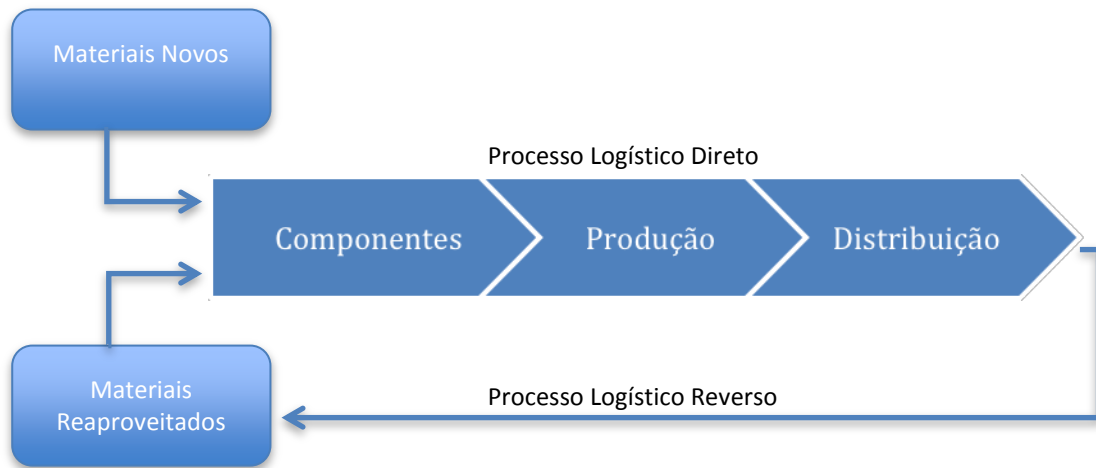 Materiais Novos
Processo Logístico Direto
Componentes
Produção
Distribuição
Materiais
Reaproveitados
Processo Logístico Reverso